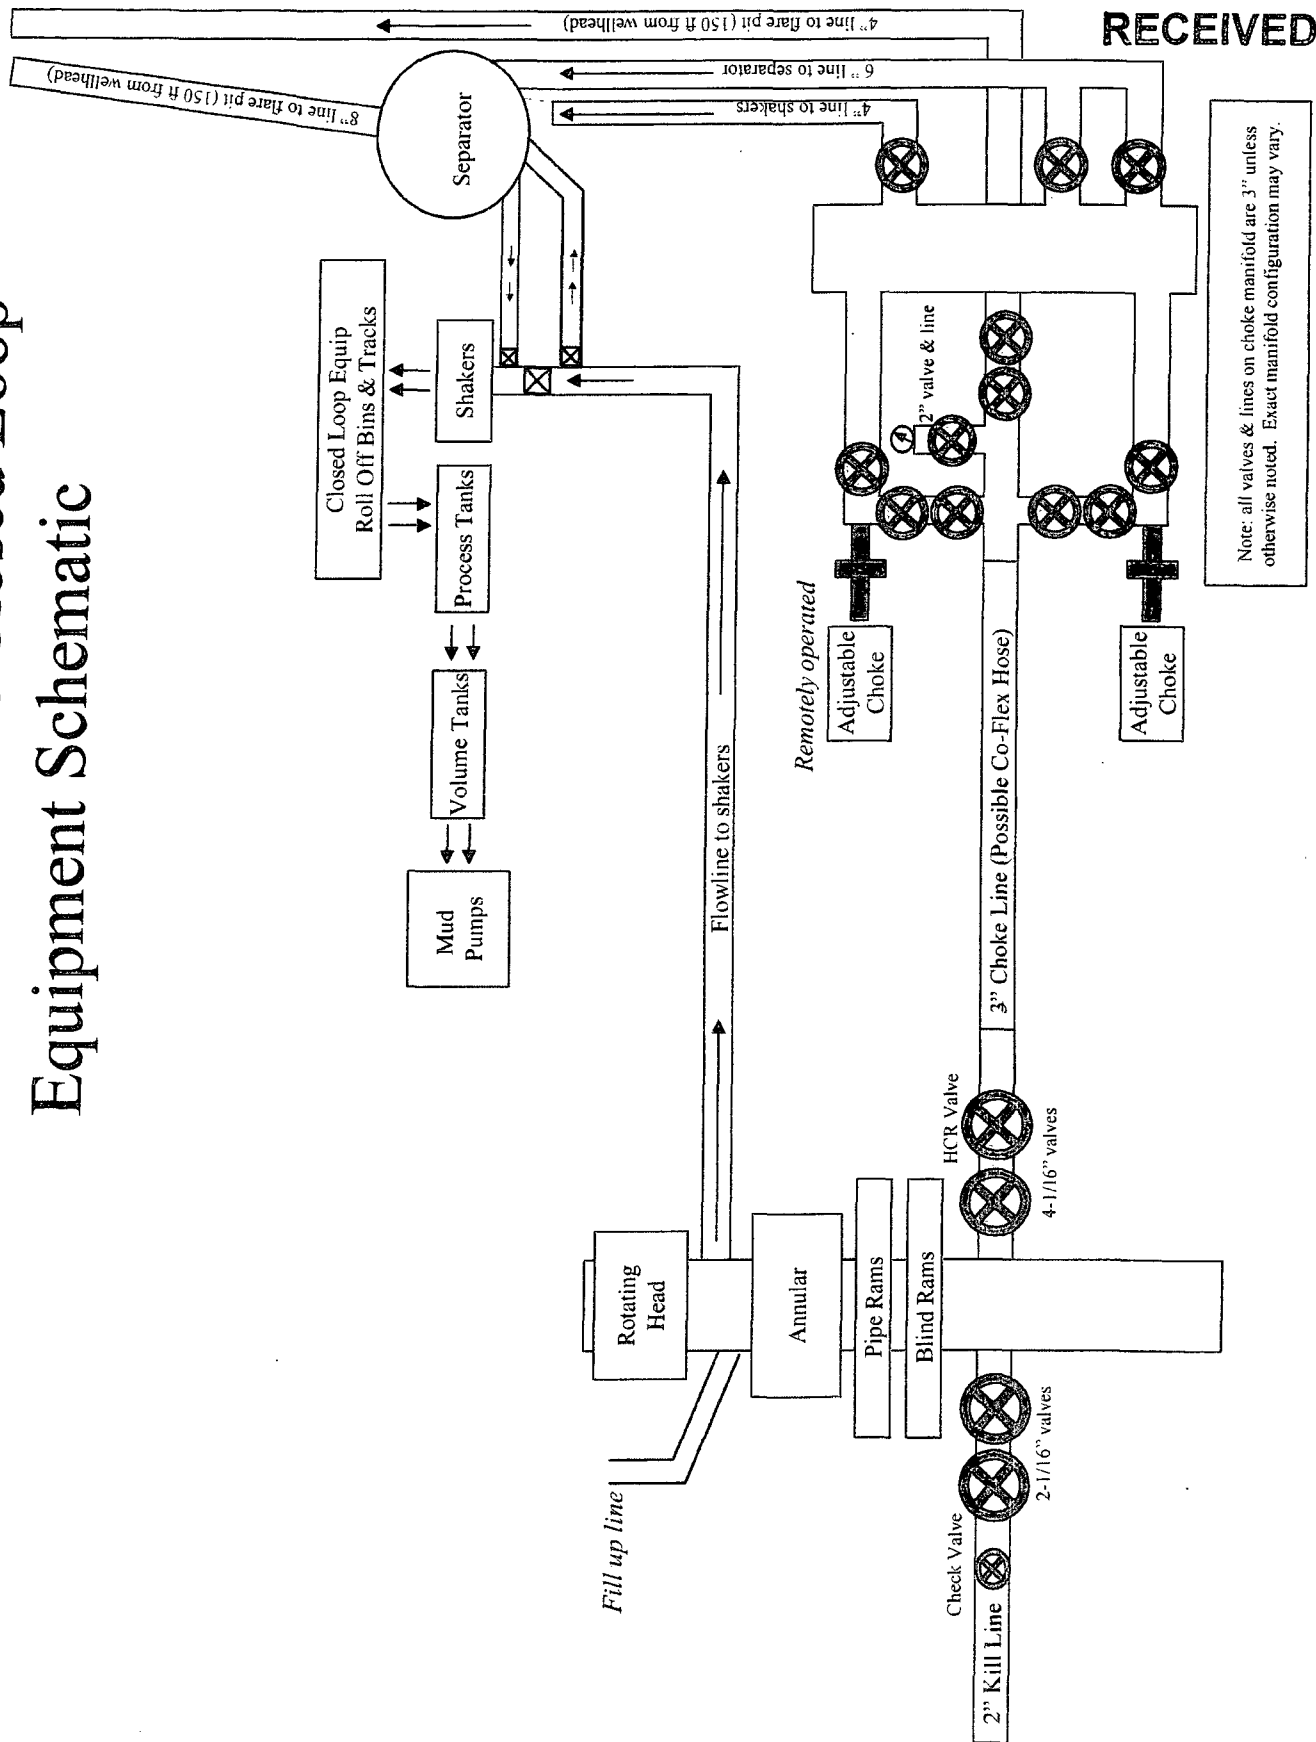 RECEIVED
Equipment Schematic
Closed Loop Equip
Roll Off Bins & Tracks
Shakers
Process Tanks
Volume Tanks
Mud
Pumps
Separator
8" line to flare pit (150 ft from wellhead)
4" line to flare pit (150 ft from wellhead)
6" line to separator
4" line to shakers
Flowline to shakers
Fill up line
Rotating
Head
Annular
Pipe Rams
Blind Rams
2" Kill Line
Check Valve
2-1/16" valves
HCR Valve
4-1/16" valves
3" Choke Line (Possible Co-Flex Hose)
Remotely operated
Adjustable
Choke
Adjustable
Choke
2" valve & line
Note: all valves & lines on choke manifold are 3" unless
otherwise noted. Exact manifold configuration may vary.